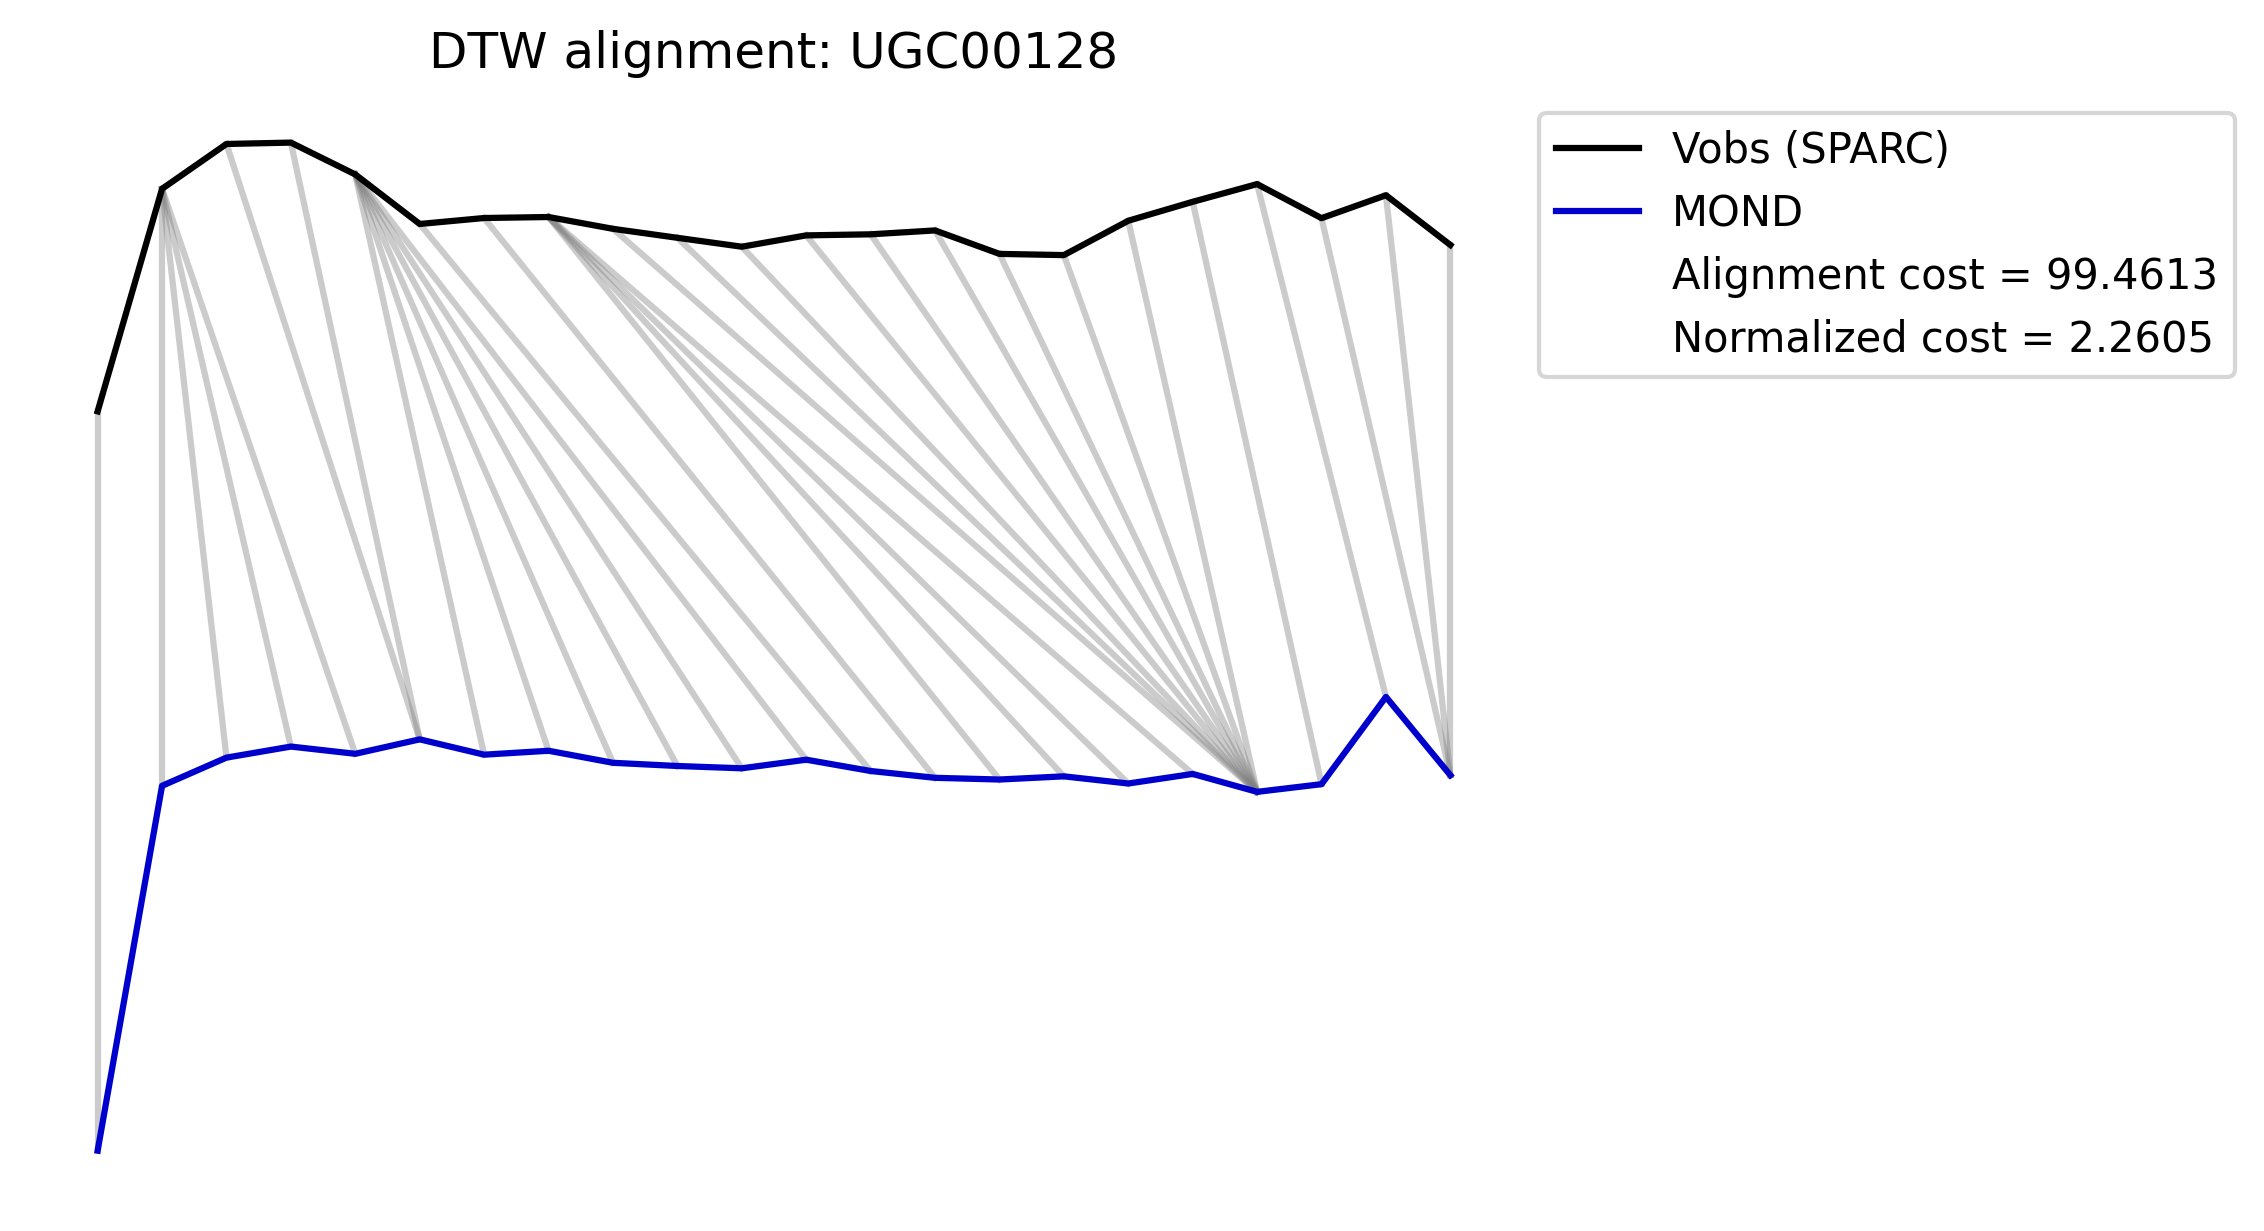 DTW alignment: UGC00128
Vobs (SPARC)
MOND
Alignment cost = 99.4613
Normalized cost = 2.2605